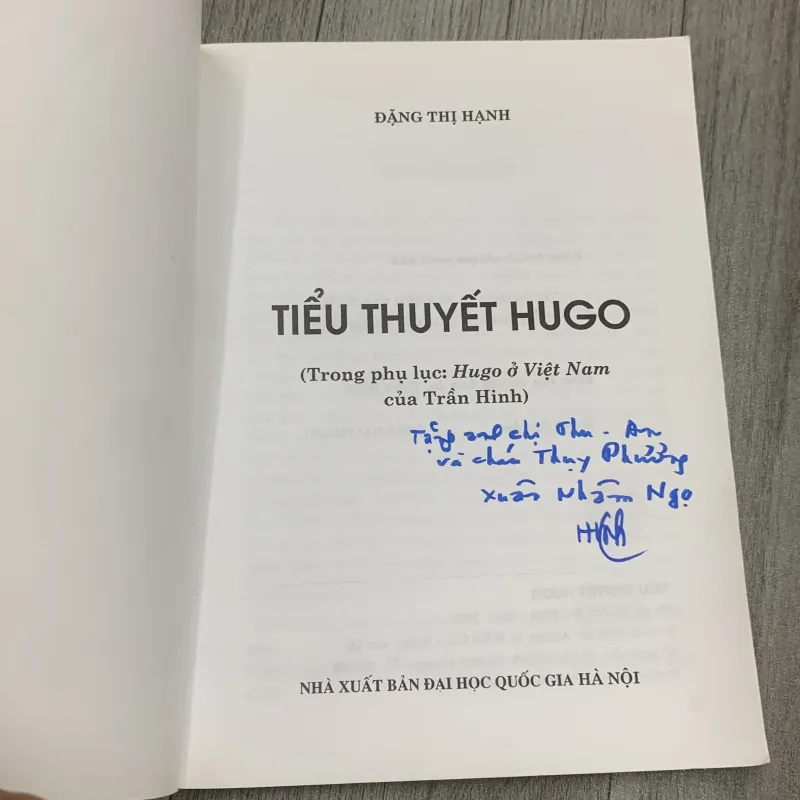 ĐẶNG THỊ HẠNH
TIỂU THUYẾT HUGO
(Trong phụ lục: Hugo ở Việt Nam
của Trần Hinh)
Tặng anh chị Thu - An
và cháu Thụy Phương
Xuân Nhâm Ngọ
Hinh
NHÀ XUẤT BẢN ĐẠI HỌC QUỐC GIA HÀ NỘI